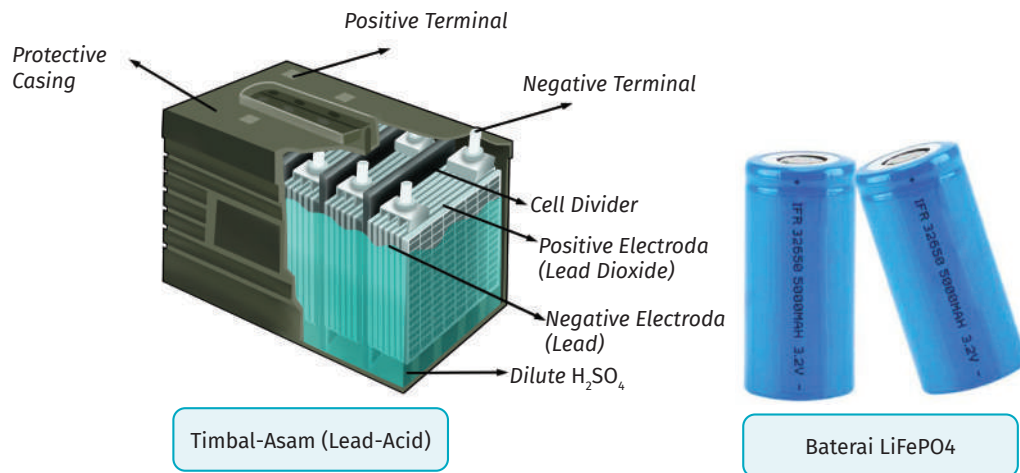 Positive Terminal
Protective
Casing
Negative Terminal
Cell Divider
Positive Electroda
(Lead Dioxide)
Negative Electroda
(Lead)
Dilute H₂SO₄
IFR 32650 5000MAH 3.2V -
IFR 32650 5000MAH 3.2V -
Timbal-Asam (Lead-Acid)
Baterai LiFePO4